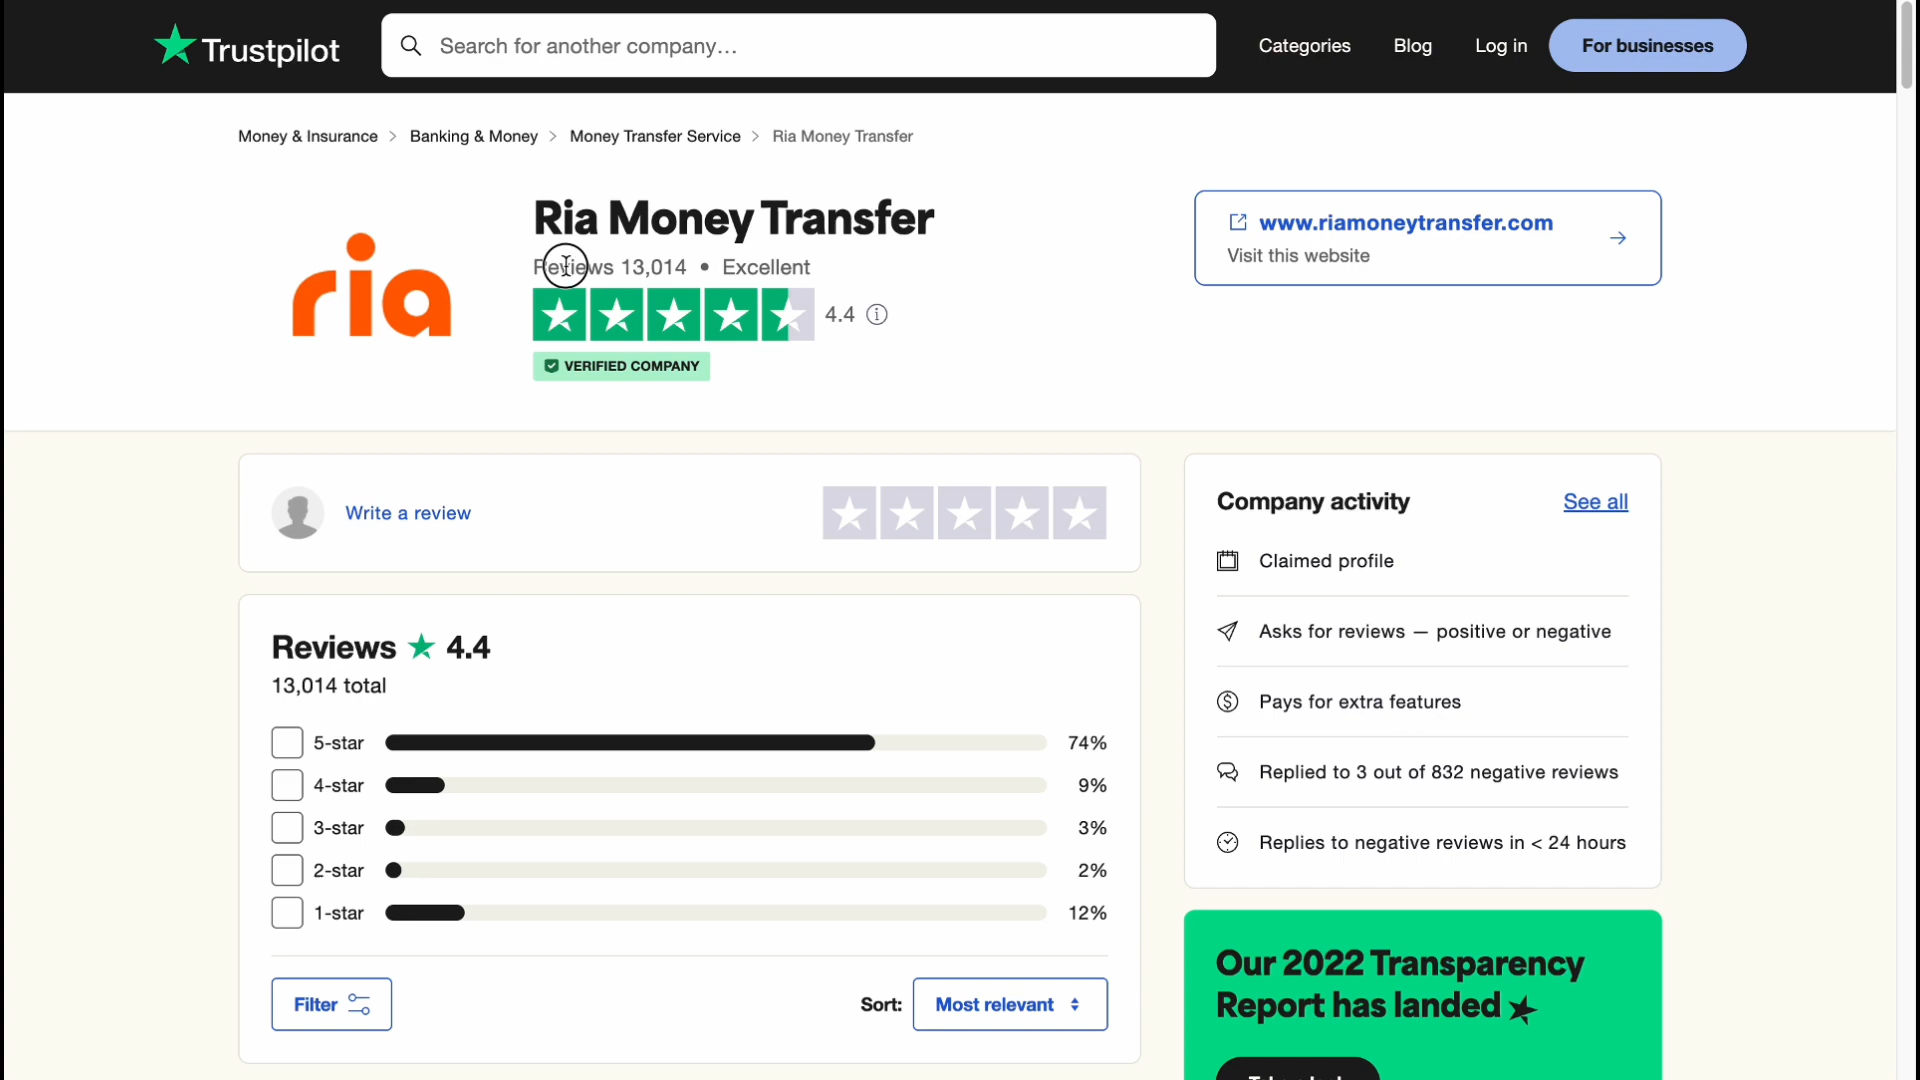 Trustpilot
Search for another company…
Categories
Blog
Log in
For businesses
Money & Insurance > Banking & Money > Money Transfer Service > Ria Money Transfer
ria
Ria Money Transfer
Reviews 13,014 • Excellent
4.4
VERIFIED COMPANY
www.riamoneytransfer.com
Visit this website
Write a review
Reviews ★ 4.4
13,014 total
5-star 74%
4-star 9%
3-star 3%
2-star 2%
1-star 12%
Filter
Sort: Most relevant
Company activity
See all
Claimed profile
Asks for reviews — positive or negative
Pays for extra features
Replied to 3 out of 832 negative reviews
Replies to negative reviews in < 24 hours
Our 2022 Transparency
Report has landed